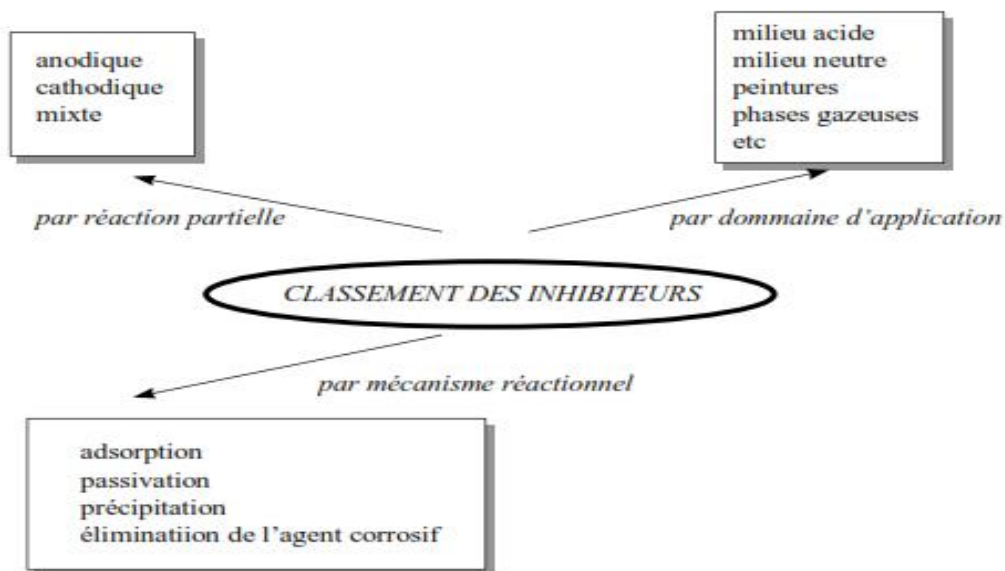 anodique
cathodique
mixte
milieu acide
milieu neutre
peintures
phases gazeuses
etc
par réaction partielle
par dommaine d'application
CLASSEMENT DES INHIBITEURS
par mécanisme réactionnel
adsorption
passivation
précipitation
éliminatiion de l'agent corrosif